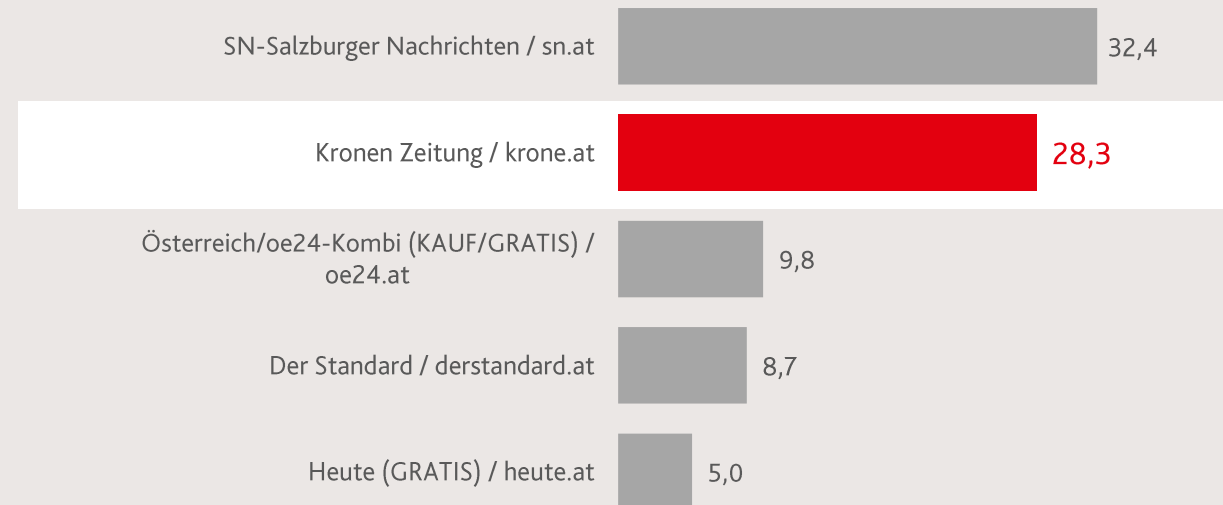 SN-Salzburger Nachrichten / sn.at 32,4
Kronen Zeitung / krone.at 28,3
Österreich/oe24-Kombi (KAUF/GRATIS) /
oe24.at
9,8
Der Standard / derstandard.at 8,7
Heute (GRATIS) / heute.at 5,0